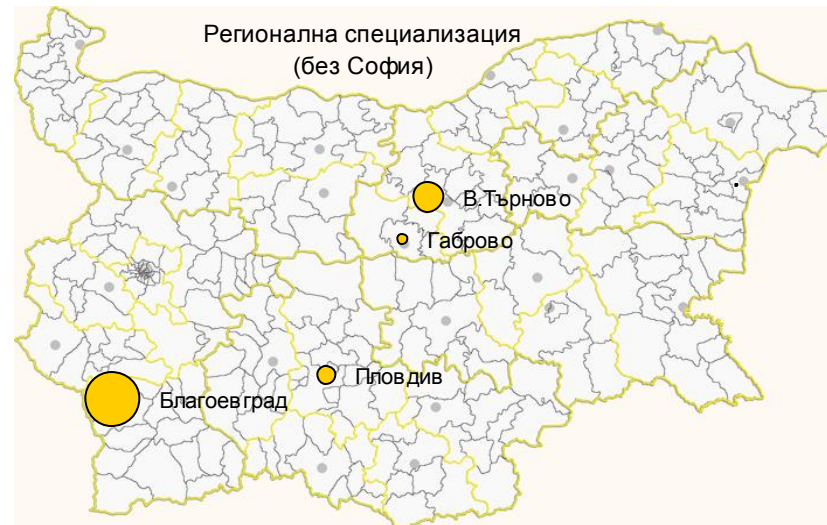 Регионална специализация
(без София)
В.Търново
Габрово
Пловдив
Благоевград